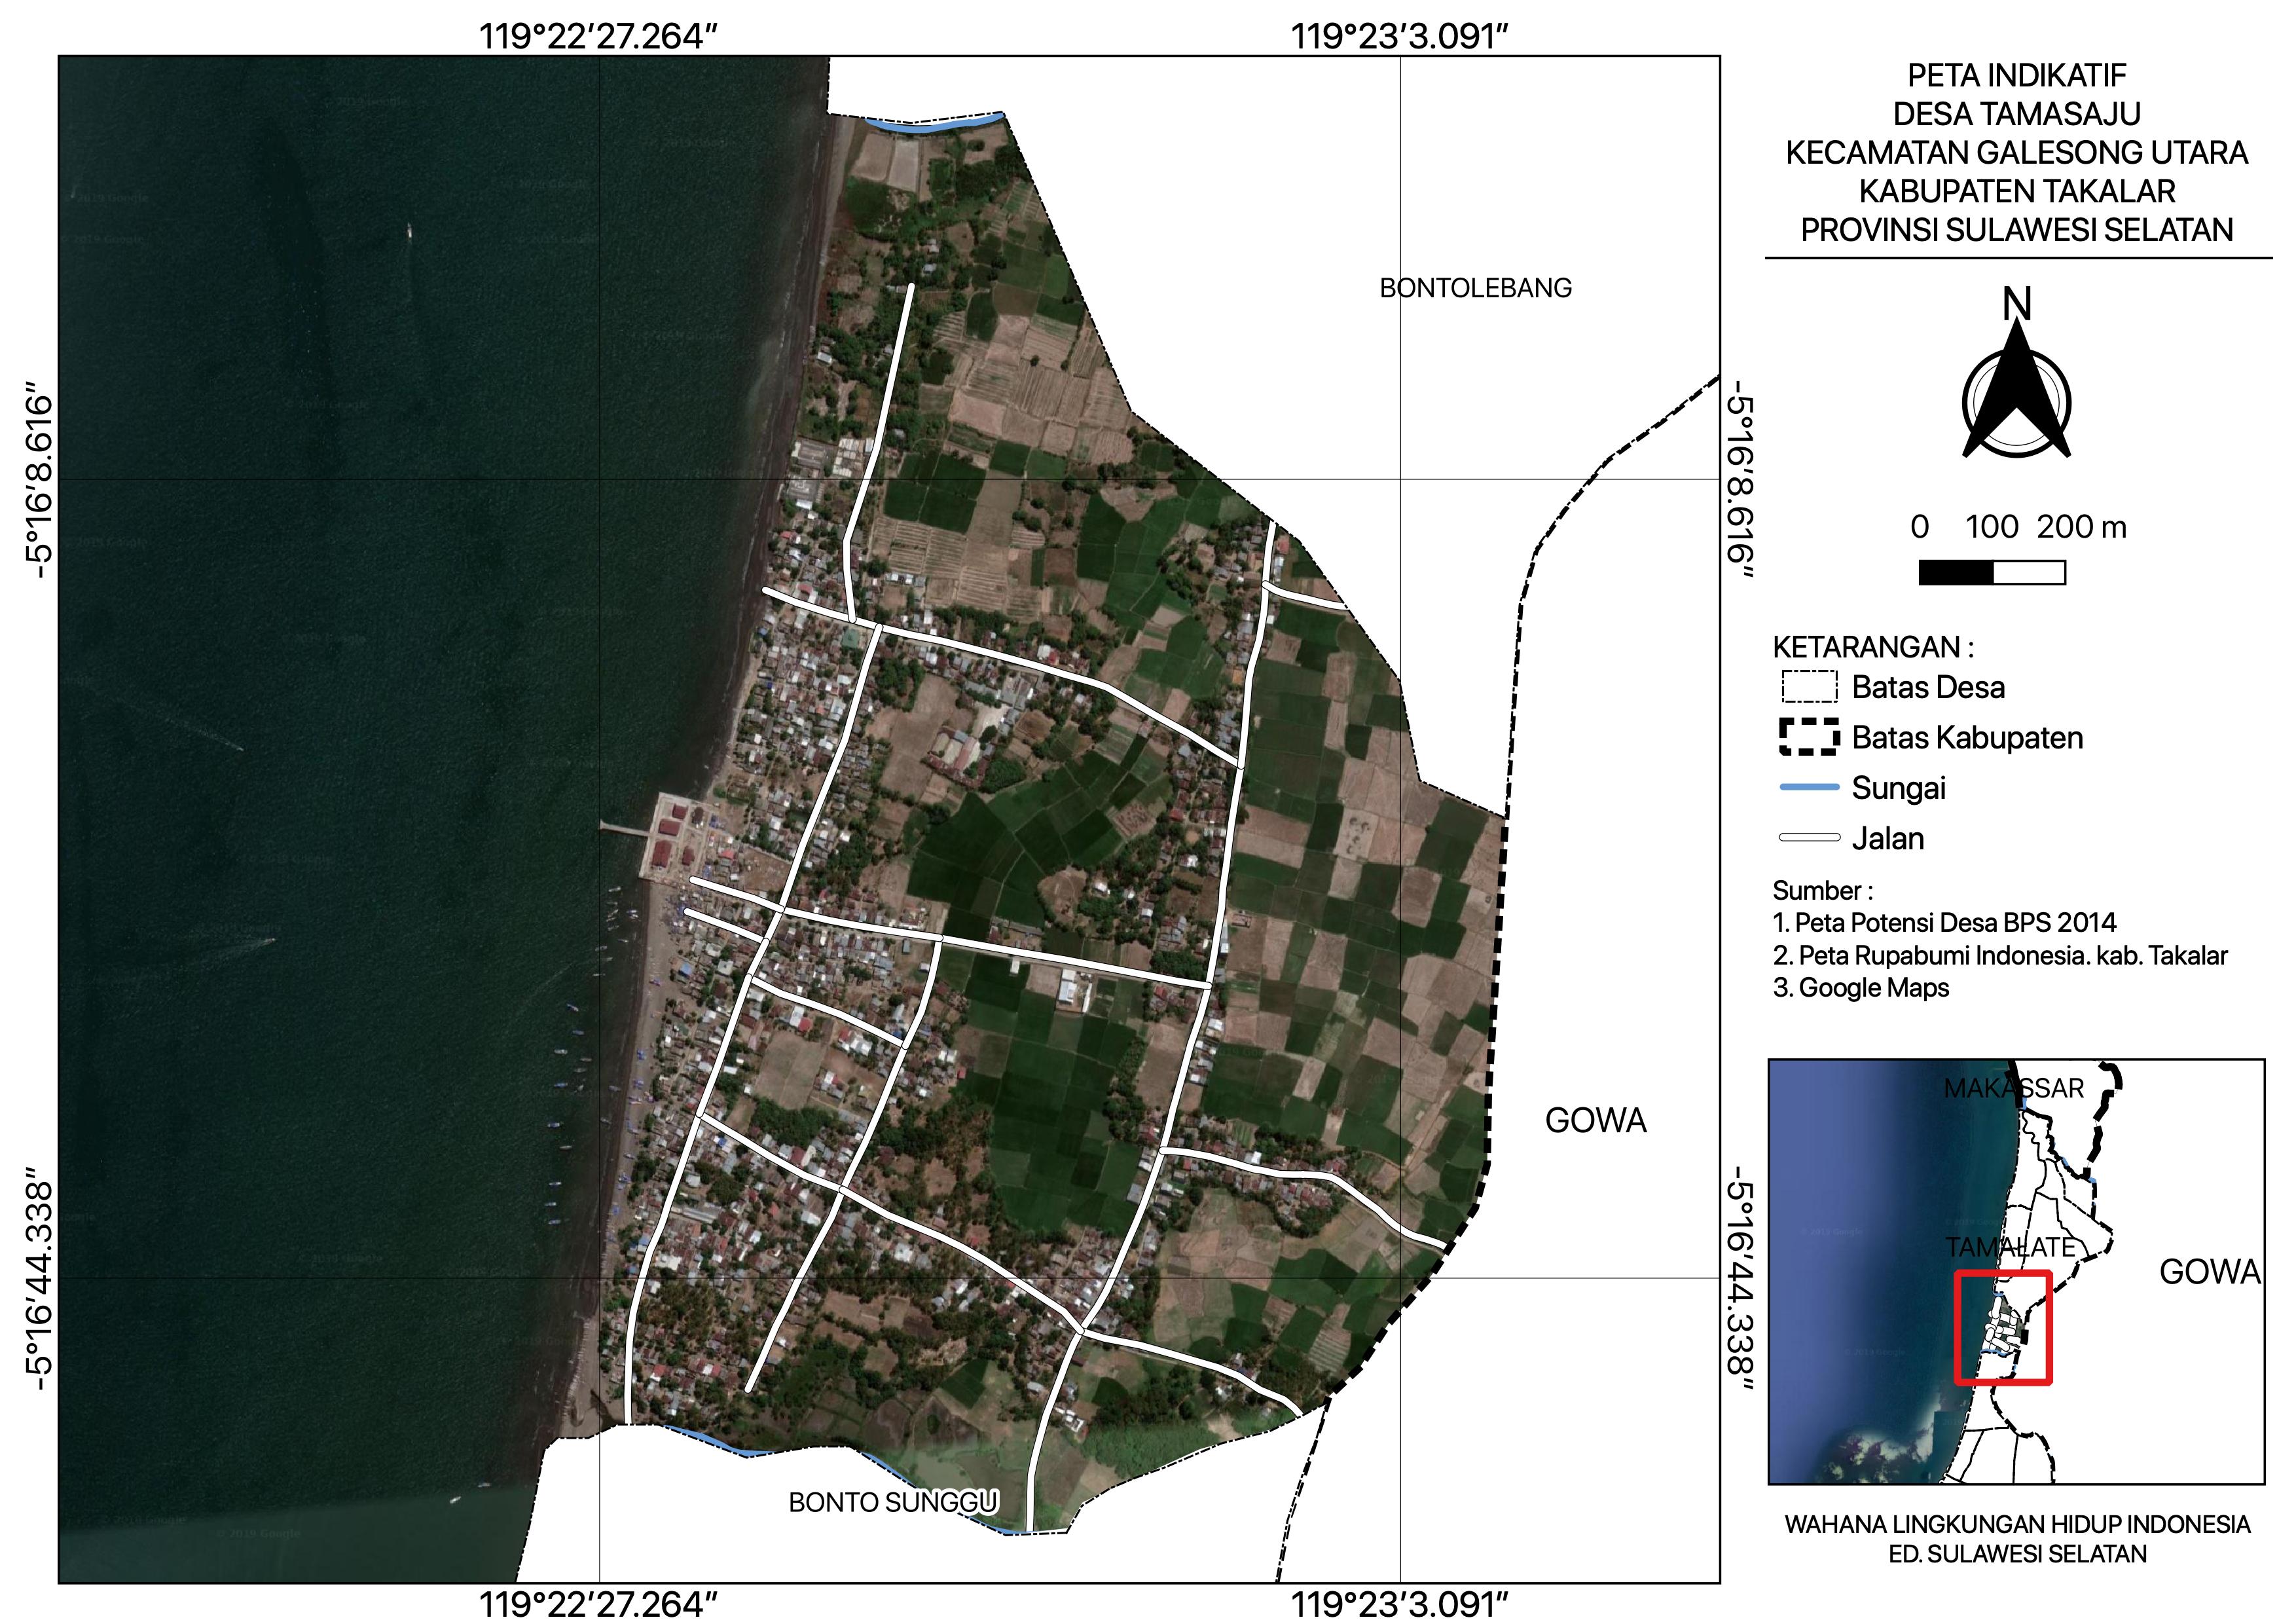 119°22′27.264″
119°23′3.091″
-5°16′8.616″
-5°16′44.338″
BONTOLEBANG
GOWA
BONTO SUNGGU
-5°16′8.616″
-5°16′44.338″
119°22′27.264″
119°23′3.091″
PETA INDIKATIF
DESA TAMASAJU
KECAMATAN GALESONG UTARA
KABUPATEN TAKALAR
PROVINSI SULAWESI SELATAN
N
0 100 200 m
KETARANGAN :
Batas Desa
Batas Kabupaten
Sungai
Jalan
Sumber :
1. Peta Potensi Desa BPS 2014
2. Peta Rupabumi Indonesia. kab. Takalar
3. Google Maps
MAKASSAR
TAMALATE
GOWA
WAHANA LINGKUNGAN HIDUP INDONESIA
ED. SULAWESI SELATAN